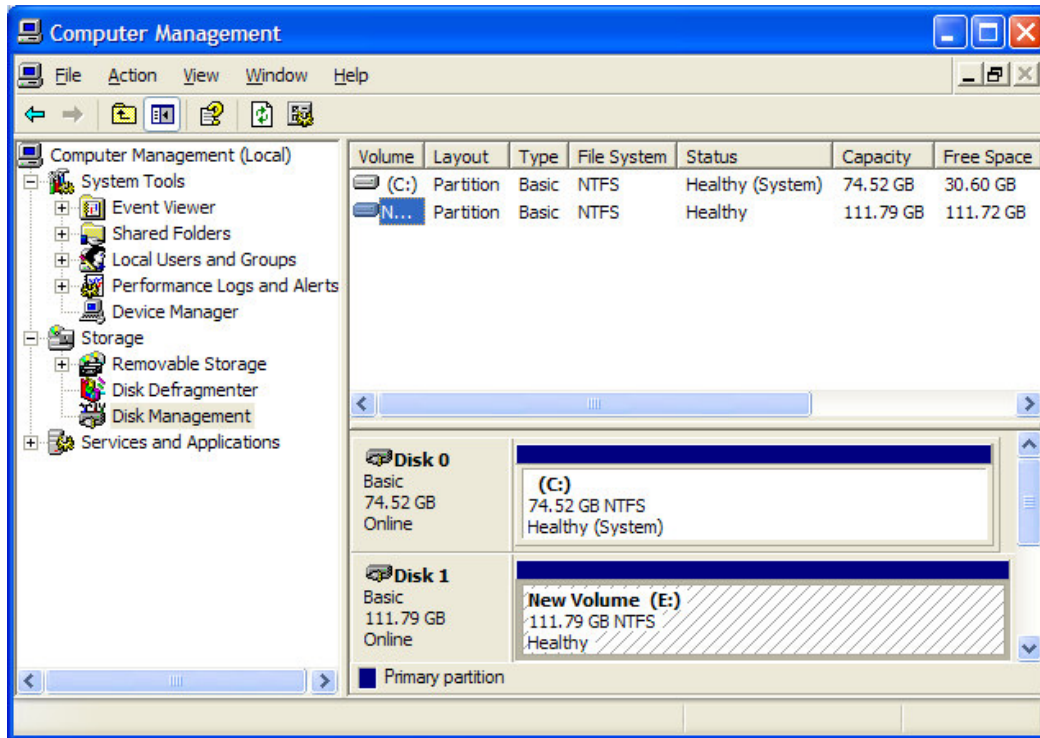 Computer Management
File Action View Window Help
Computer Management (Local)
System Tools
Event Viewer
Shared Folders
Local Users and Groups
Performance Logs and Alerts
Device Manager
Storage
Removable Storage
Disk Defragmenter
Disk Management
Services and Applications
Volume Layout Type File System Status Capacity Free Space
(C:) Partition Basic NTFS Healthy (System) 74.52 GB 30.60 GB
N... Partition Basic NTFS Healthy 111.79 GB 111.72 GB
Disk 0
Basic
74.52 GB
Online
(C:)
74.52 GB NTFS
Healthy (System)
Disk 1
Basic
111.79 GB
Online
New Volume (E:)
111.79 GB NTFS
Healthy
Primary partition